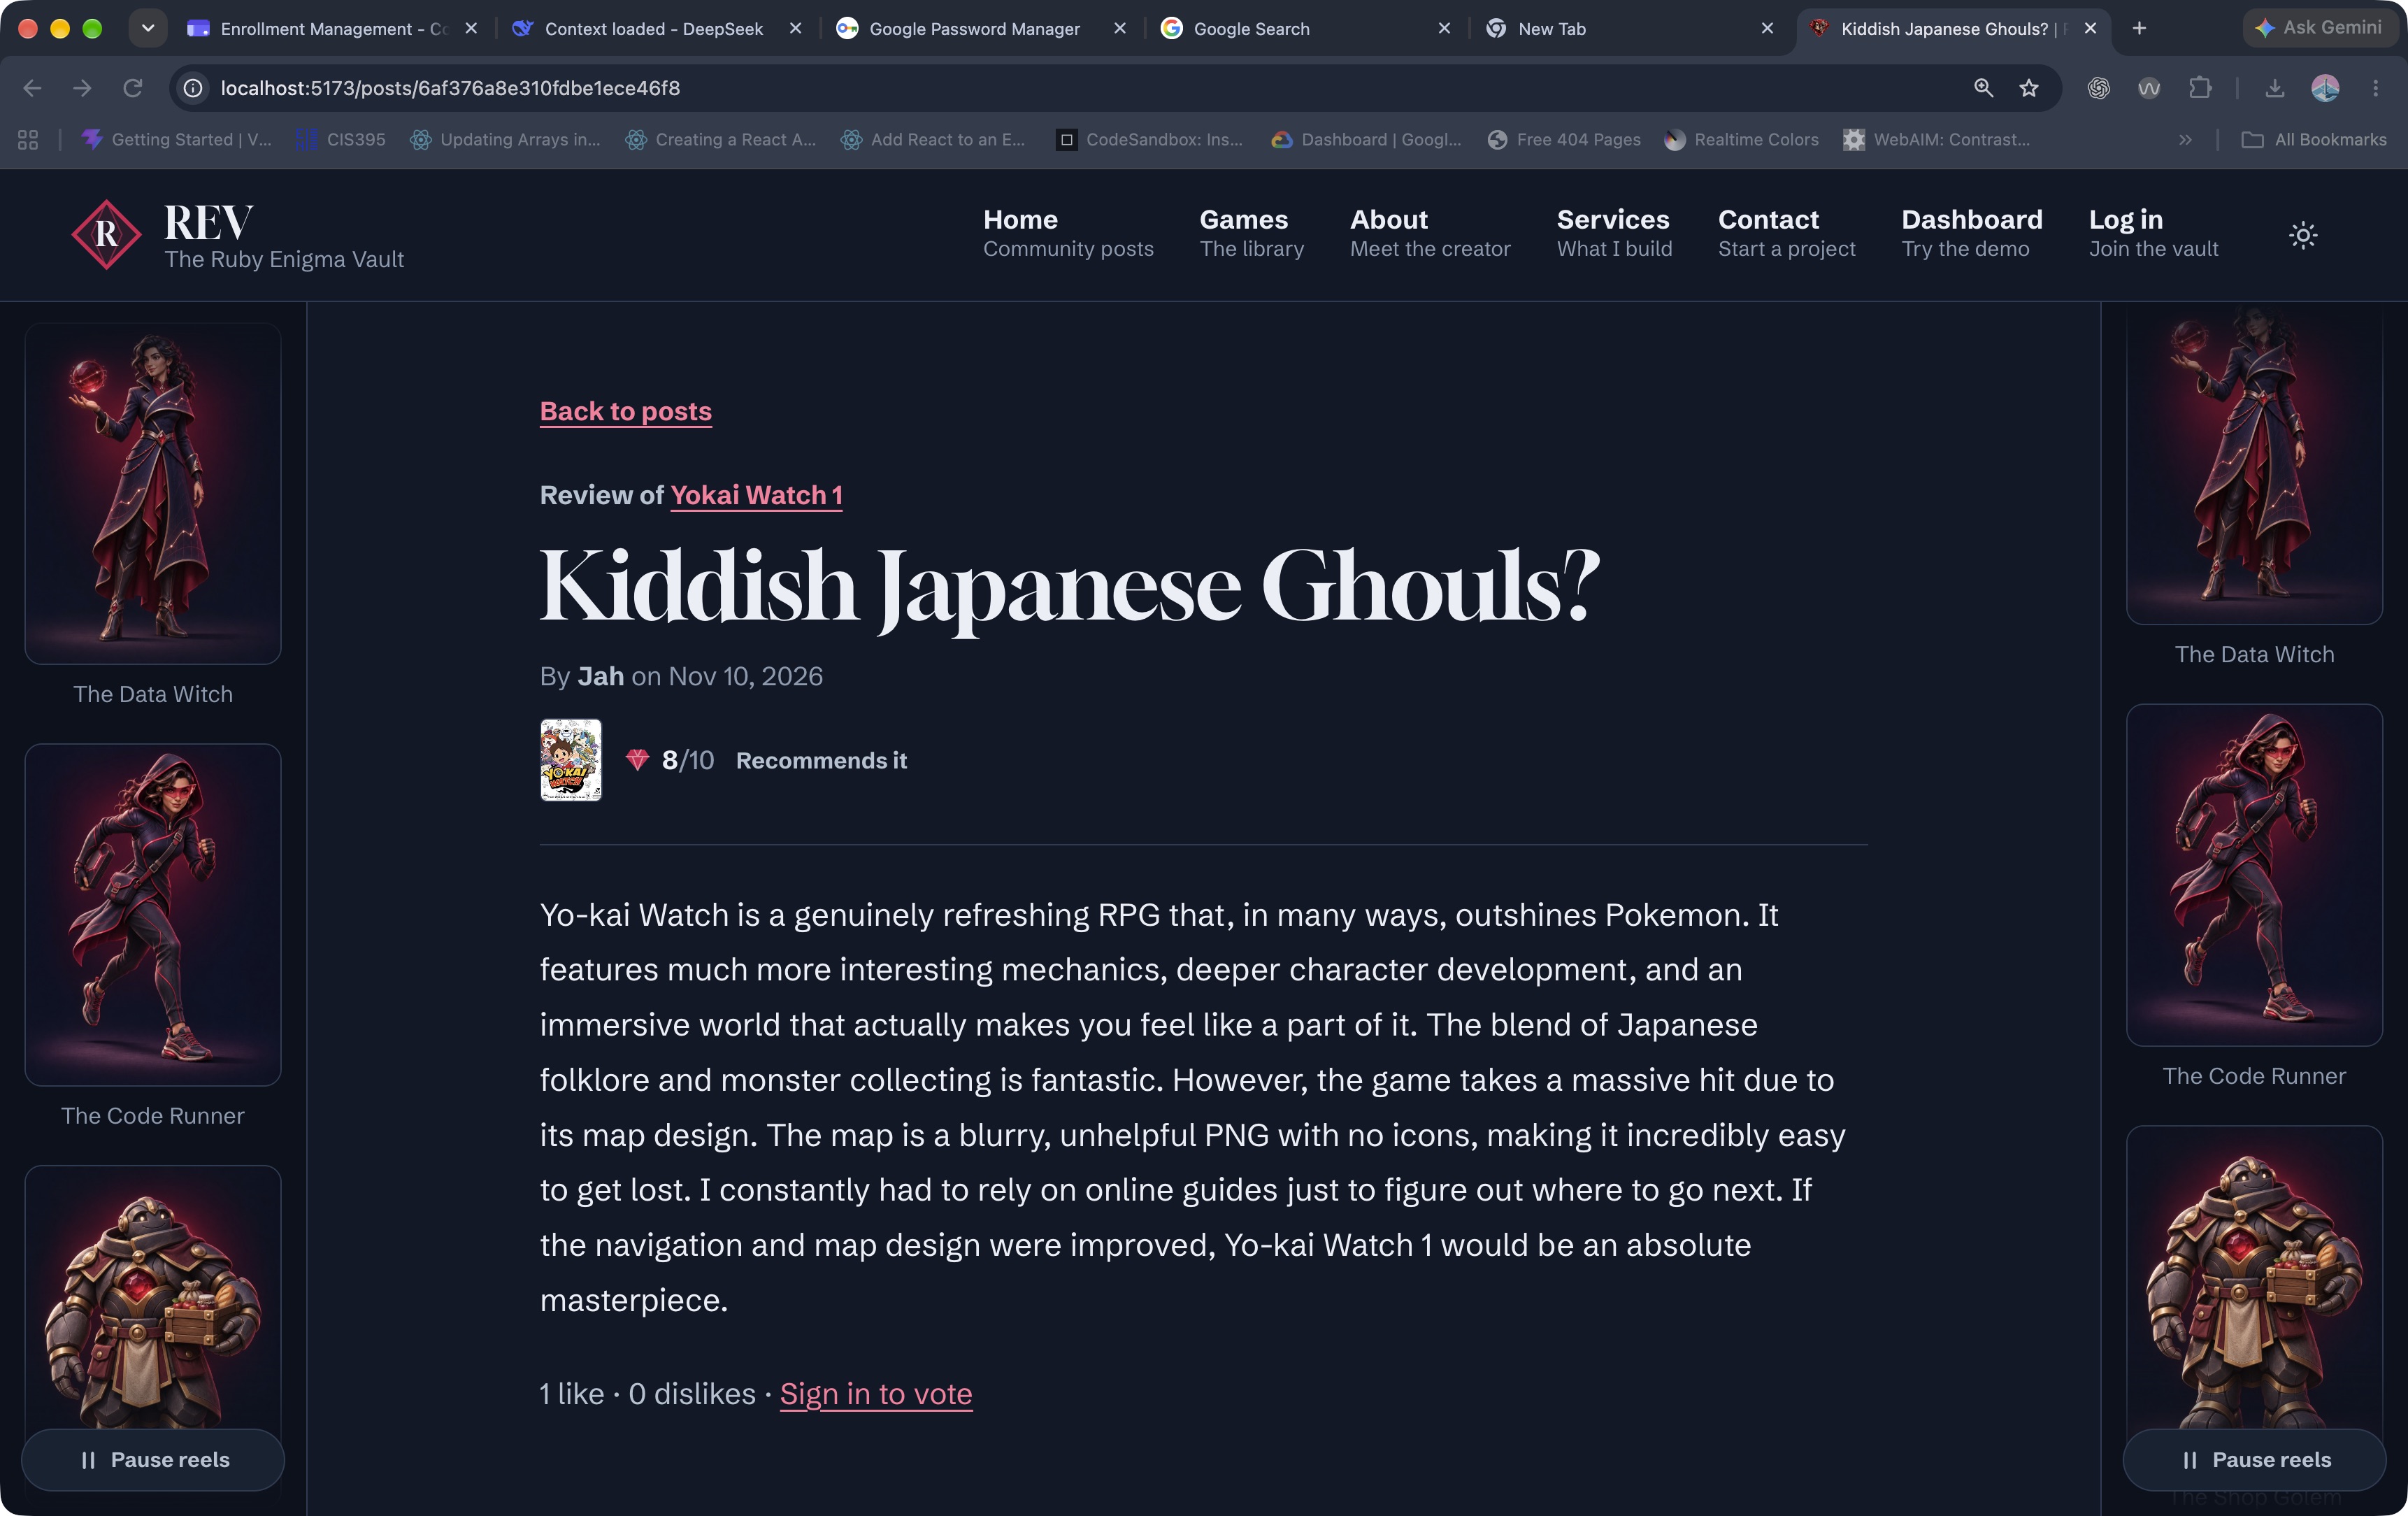 Enrollment Management - Co
Context loaded - DeepSeek
Google Password Manager
Google Search
New Tab
Kiddish Japanese Ghouls? |
Ask Gemini
localhost:5173/posts/6af376a8e310fdbe1ece46f8
Getting Started | V...
CIS395
Updating Arrays in...
Creating a React A...
Add React to an E...
CodeSandbox: Ins...
Dashboard | Googl...
Free 404 Pages
Realtime Colors
WebAIM: Contrast...
All Bookmarks
R
REV
The Ruby Enigma Vault
Home
Community posts
Games
The library
About
Meet the creator
Services
What I build
Contact
Start a project
Dashboard
Try the demo
Log in
Join the vault
The Data Witch
The Code Runner
Pause reels
Back to posts
Review of Yokai Watch 1
Kiddish Japanese Ghouls?
By Jah on Nov 10, 2026
YO-KAI
WATCH
8/10 Recommends it
Yo-kai Watch is a genuinely refreshing RPG that, in many ways, outshines Pokemon. It
features much more interesting mechanics, deeper character development, and an
immersive world that actually makes you feel like a part of it. The blend of Japanese
folklore and monster collecting is fantastic. However, the game takes a massive hit due to
its map design. The map is a blurry, unhelpful PNG with no icons, making it incredibly easy
to get lost. I constantly had to rely on online guides just to figure out where to go next. If
the navigation and map design were improved, Yo-kai Watch 1 would be an absolute
masterpiece.
1 like · 0 dislikes · Sign in to vote
The Data Witch
The Code Runner
Pause reels
The Shop Golem